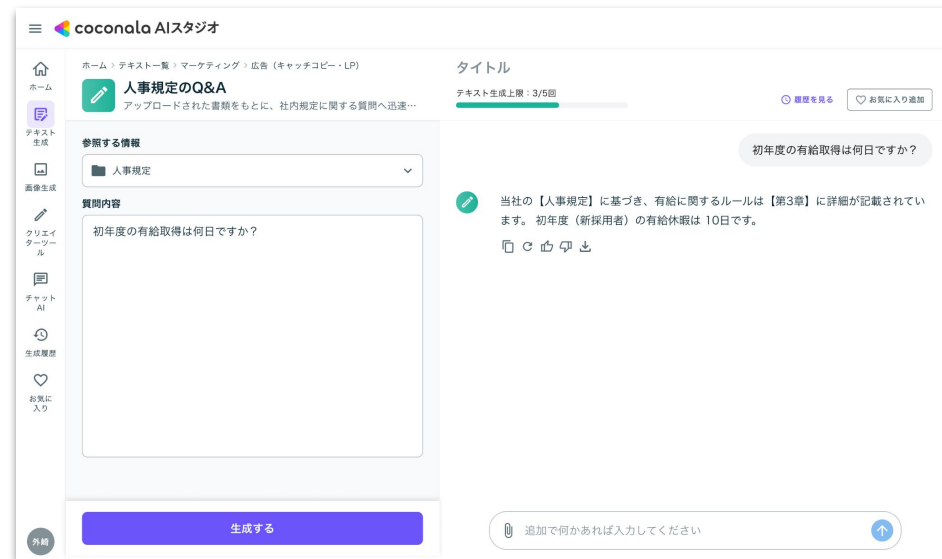 coconala AIスタジオ
ホーム
テキスト
生成
画像生成
クリエイ
ターツー
ル
チャット
AI
生成履歴
お気に
入り
外崎
ホーム > テキスト一覧 > マーケティング > 広告（キャッチコピー・LP）
人事規定のQ&A
アップロードされた書類をもとに、社内規定に関する質問へ迅速…
参照する情報
人事規定
質問内容
初年度の有給取得は何日ですか？
生成する
タイトル
テキスト生成上限：3/5回
履歴を見る
お気に入り追加
初年度の有給取得は何日ですか？
当社の【人事規定】に基づき、有給に関するルールは【第3章】に詳細が記載されてい
ます。 初年度（新採用者）の有給休暇は 10日です。
追加で何かあれば入力してください